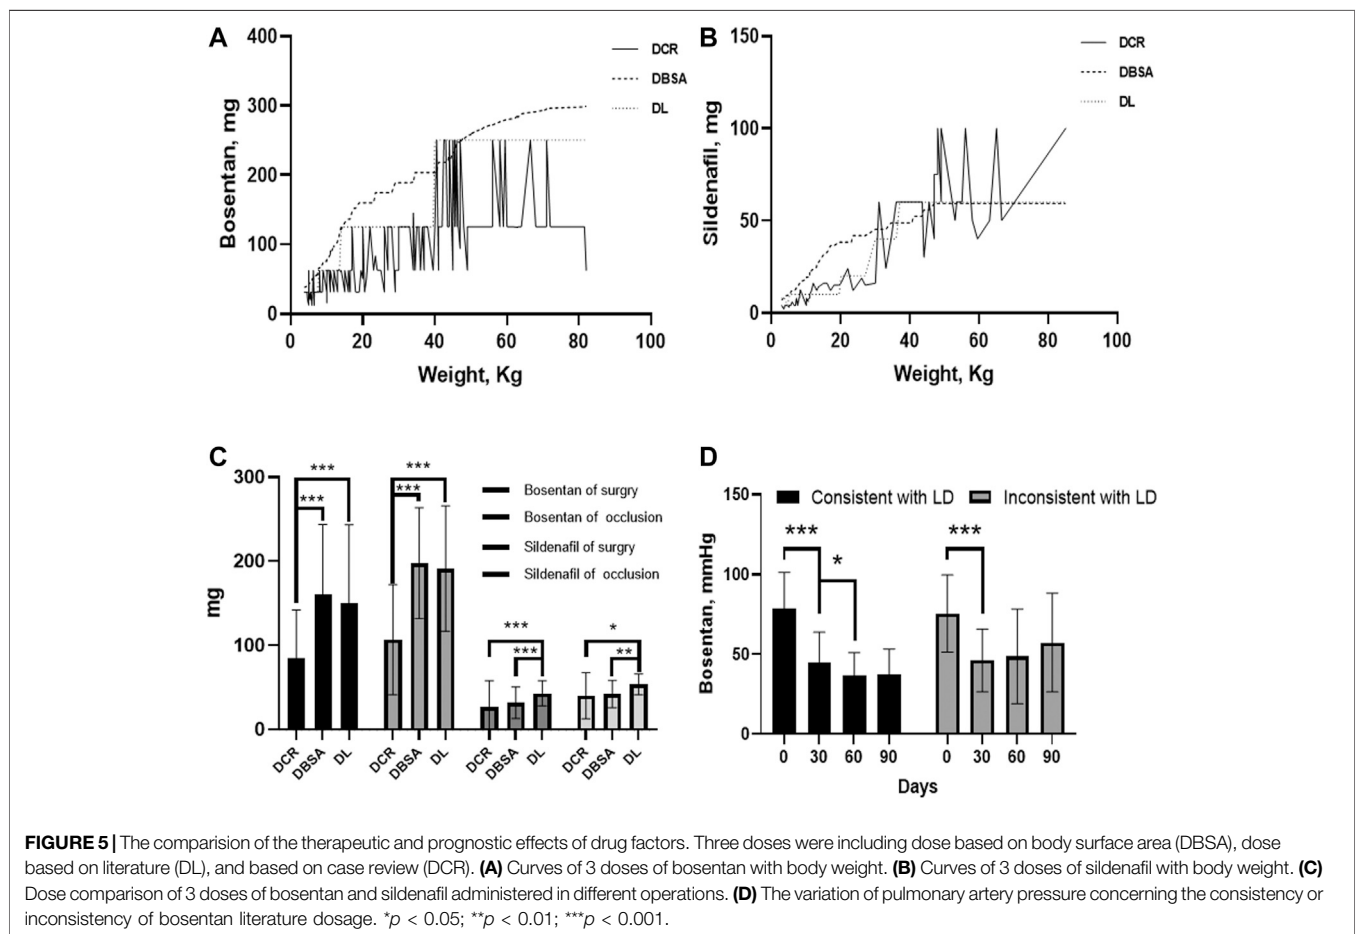 A
400
300
200
100
0
Bosentan, mg
0 20 40 60 80 100
Weight, Kg
DCR
DBSA
DL
B
150
100
50
0
Sildenafil, mg
0 20 40 60 80 100
Weight, Kg
DCR
DBSA
DL
C
300
200
100
0
mg
***
***
***
***
***
***
*
**
Bosentan of surgry
Bosentan of occlusion
Sildenafil of surgry
Sildenafil of occlusion
DCR DBSA DL DCR DBSA DL DCR DBSA DL DCR DBSA DL
D
150
100
50
0
Bosentan, mmHg
Consistent with LD Inconsistent with LD
***
*
***
0 30 60 90 0 30 60 90
Days
FIGURE 5 | The comparision of the therapeutic and prognostic effects of drug factors. Three doses were including dose based on body surface area (DBSA), dose
based on literature (DL), and based on case review (DCR). (A) Curves of 3 doses of bosentan with body weight. (B) Curves of 3 doses of sildenafil with body weight. (C)
Dose comparison of 3 doses of bosentan and sildenafil administered in different operations. (D) The variation of pulmonary artery pressure concerning the consistency or
inconsistency of bosentan literature dosage. *p < 0.05; **p < 0.01; ***p < 0.001.